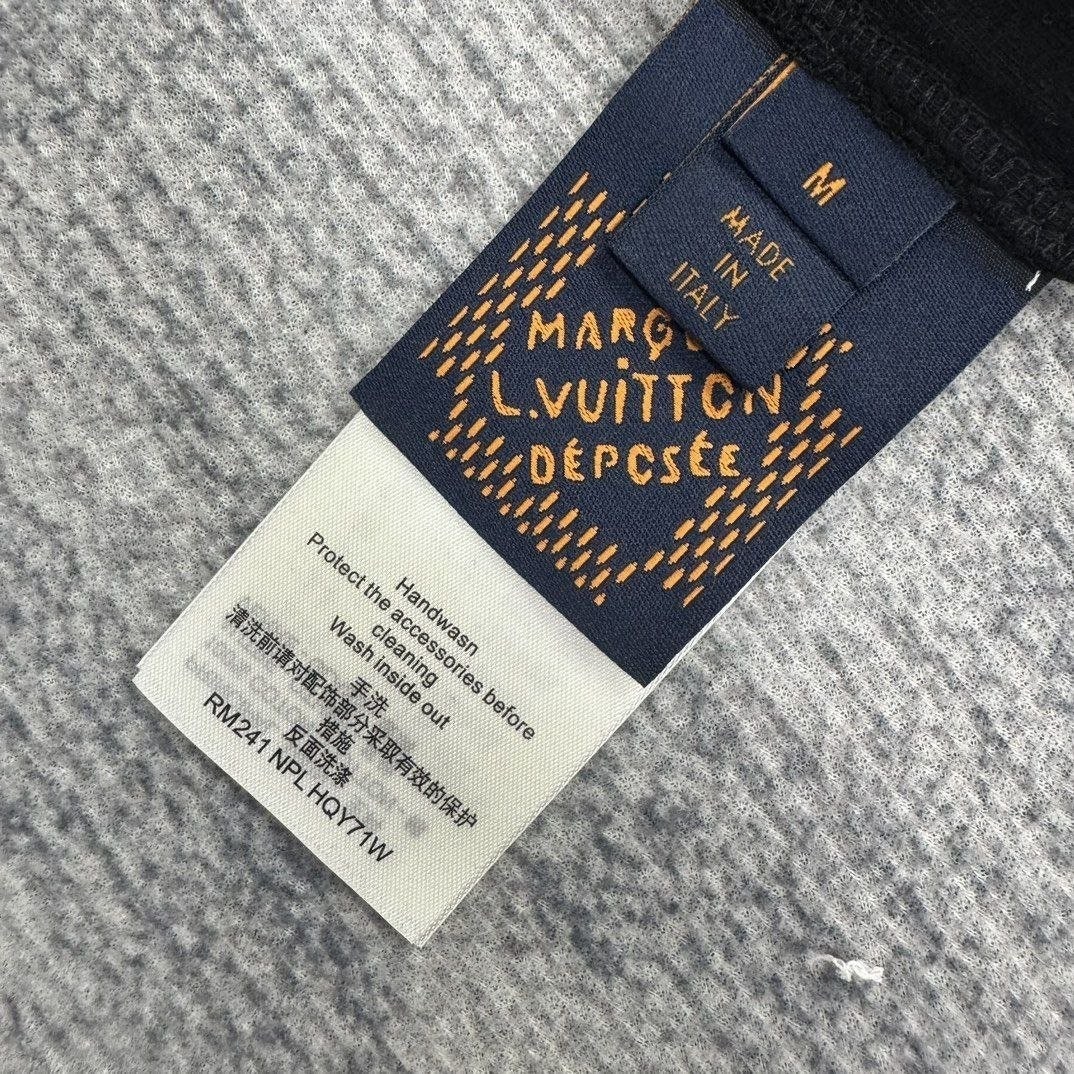 M
MADE
IN
ITALY
MARQ
L.VUiTTON
DÉPOSÉE
Handwasn
Protect the accessories before
cleaning
Wash inside out
手洗
清洗前请对配饰部分采取有效的保护
措施
反面洗涤
RM241 NPL HQY71W